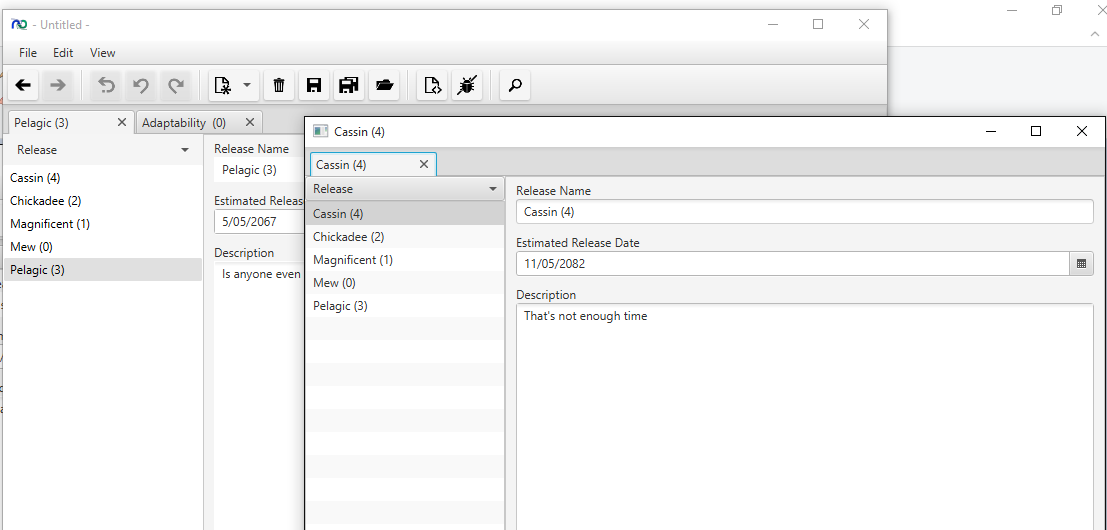 - Untitled -
File Edit View
Pelagic (3)
Adaptability (0)
Release
Cassin (4)
Chickadee (2)
Magnificent (1)
Mew (0)
Pelagic (3)
Release Name
Pelagic (3)
Estimated Releas
5/05/2067
Description
Is anyone even
Cassin (4)
Cassin (4)
Release
Cassin (4)
Chickadee (2)
Magnificent (1)
Mew (0)
Pelagic (3)
Release Name
Cassin (4)
Estimated Release Date
11/05/2082
Description
That's not enough time